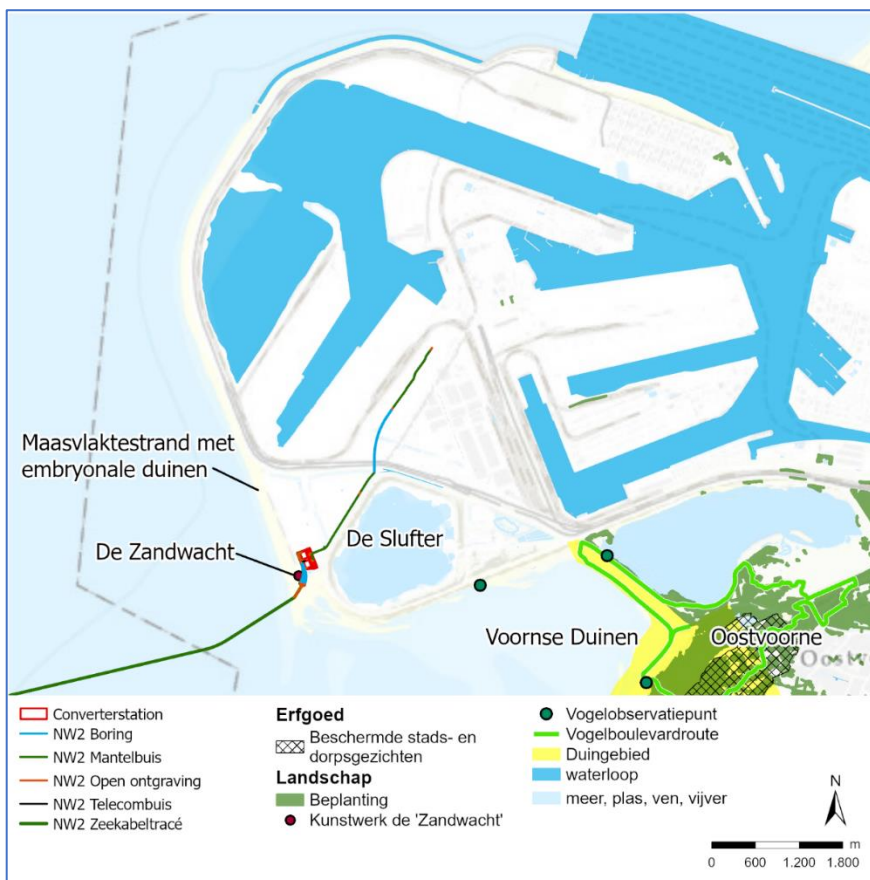 Maasvlaktestrand met
embryonale duinen
De Zandwacht
De Slufter
Voornse Duinen
Oostvoorne
Converterstation
NW2 Boring
NW2 Mantelbuis
NW2 Open ontgraving
NW2 Telecombuis
NW2 Zeekabeltracé
Erfgoed
Beschermde stads- en
dorpsgezichten
Landschap
Beplanting
Kunstwerk de 'Zandwacht'
Vogelobservatiepunt
Vogelboulevardroute
Duingebied
waterloop
meer, plas, ven, vijver
N
m
0 600 1.200 1.800